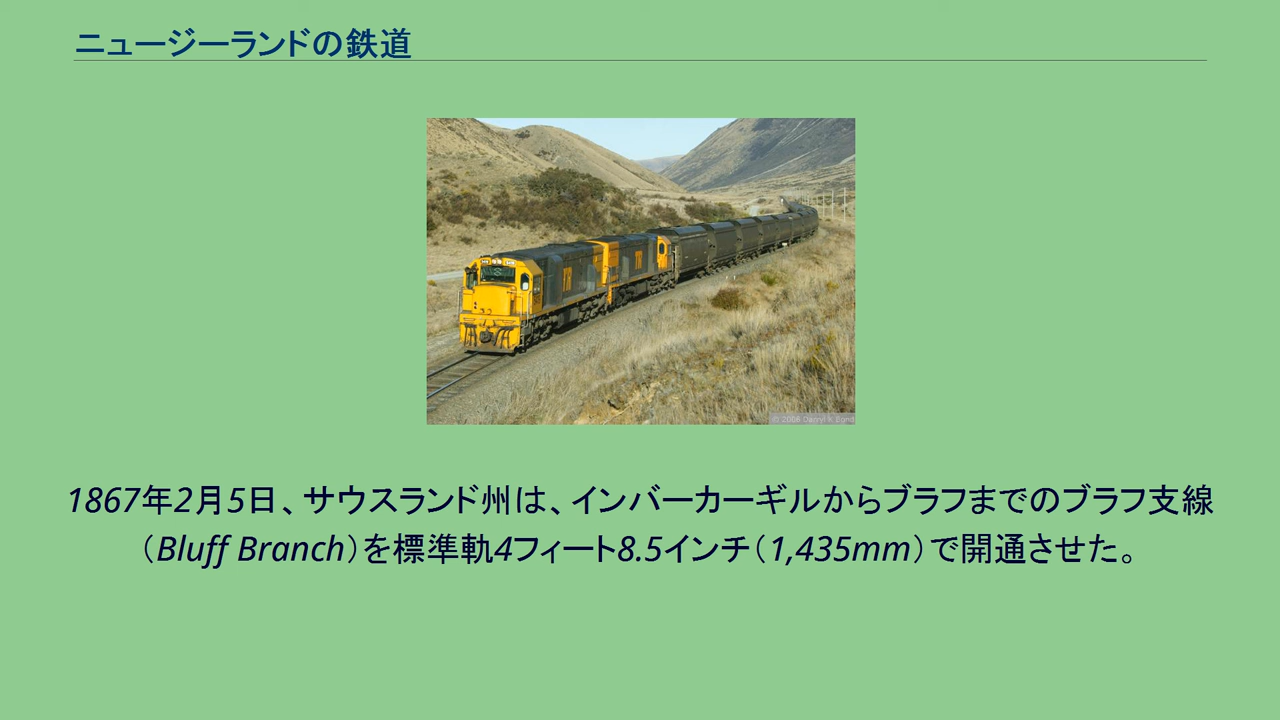 ニュージーランドの鉄道
© 2006 Darryl K Bond
1867年2月5日、サウスランド州は、インバーカーギルからブラフまでのブラフ支線
（Bluff Branch）を標準軌4フィート8.5インチ（1,435mm）で開通させた。